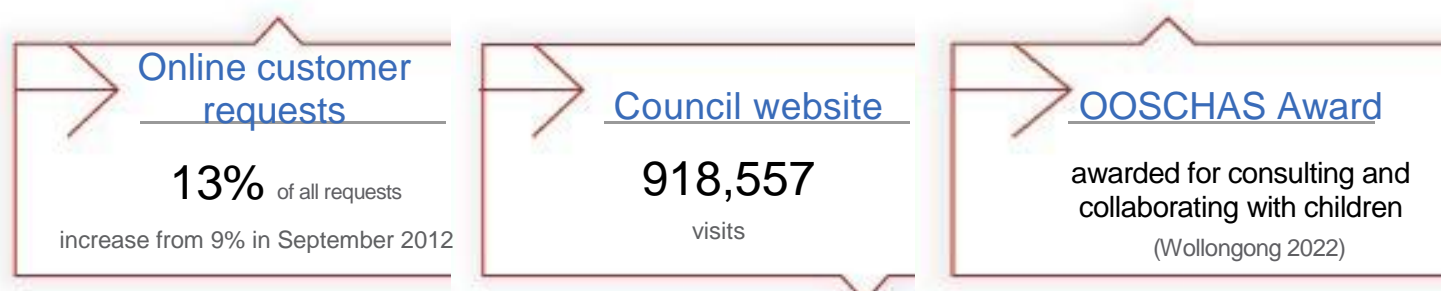 Online customer
requests
13% of all requests
increase from 9% in September 2012
Council website
918,557
visits
OOSCHAS Award
awarded for consulting and
collaborating with children
(Wollongong 2022)